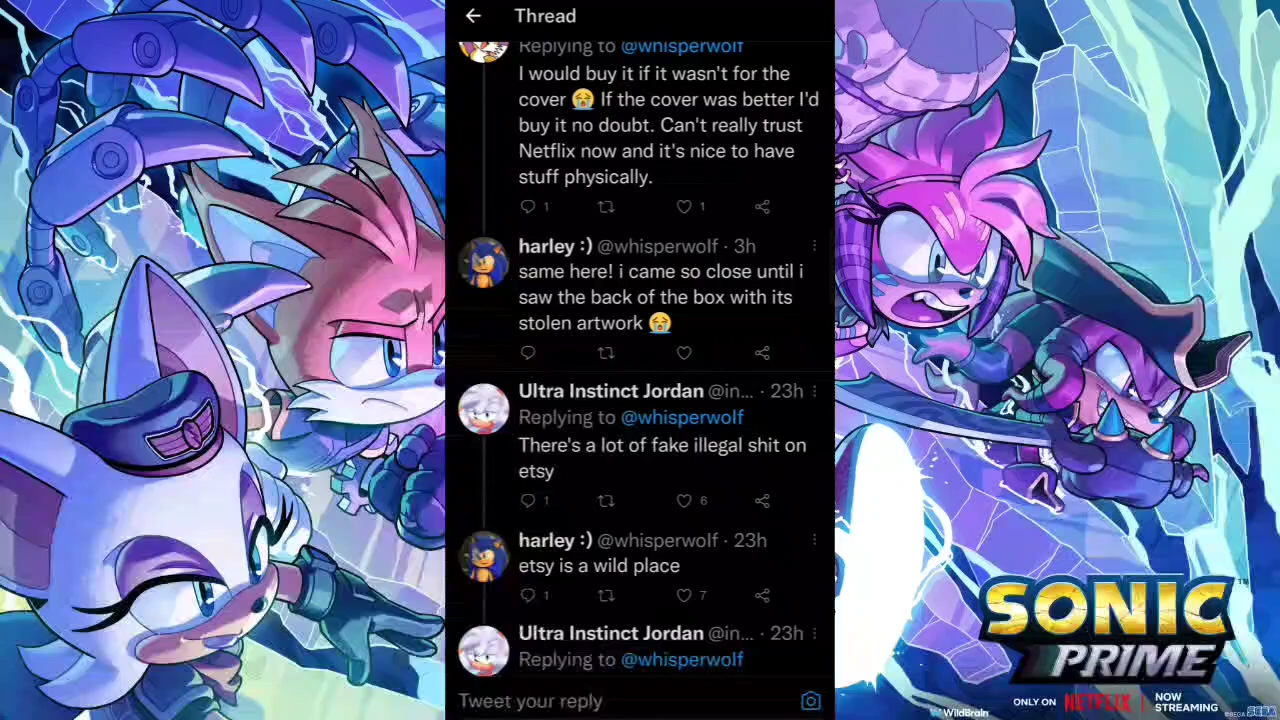 Thread
Replying to @whisperwolf
I would buy it if it wasn't for the
cover 😭 If the cover was better I'd
buy it no doubt. Can't really trust
Netflix now and it's nice to have
stuff physically.
1 1
harley :) @whisperwolf · 3h
same here! i came so close until i
saw the back of the box with its
stolen artwork 😭
Ultra Instinct Jordan @in... · 23h
Replying to @whisperwolf
There's a lot of fake illegal shit on
etsy
1 6
harley :) @whisperwolf · 23h
etsy is a wild place
1 7
Ultra Instinct Jordan @in... · 23h
Replying to @whisperwolf
Tweet your reply
SONIC ™
PRIME
ONLY ON NETFLIX | NOW
STREAMING
WildBrain ©SEGA SEGA